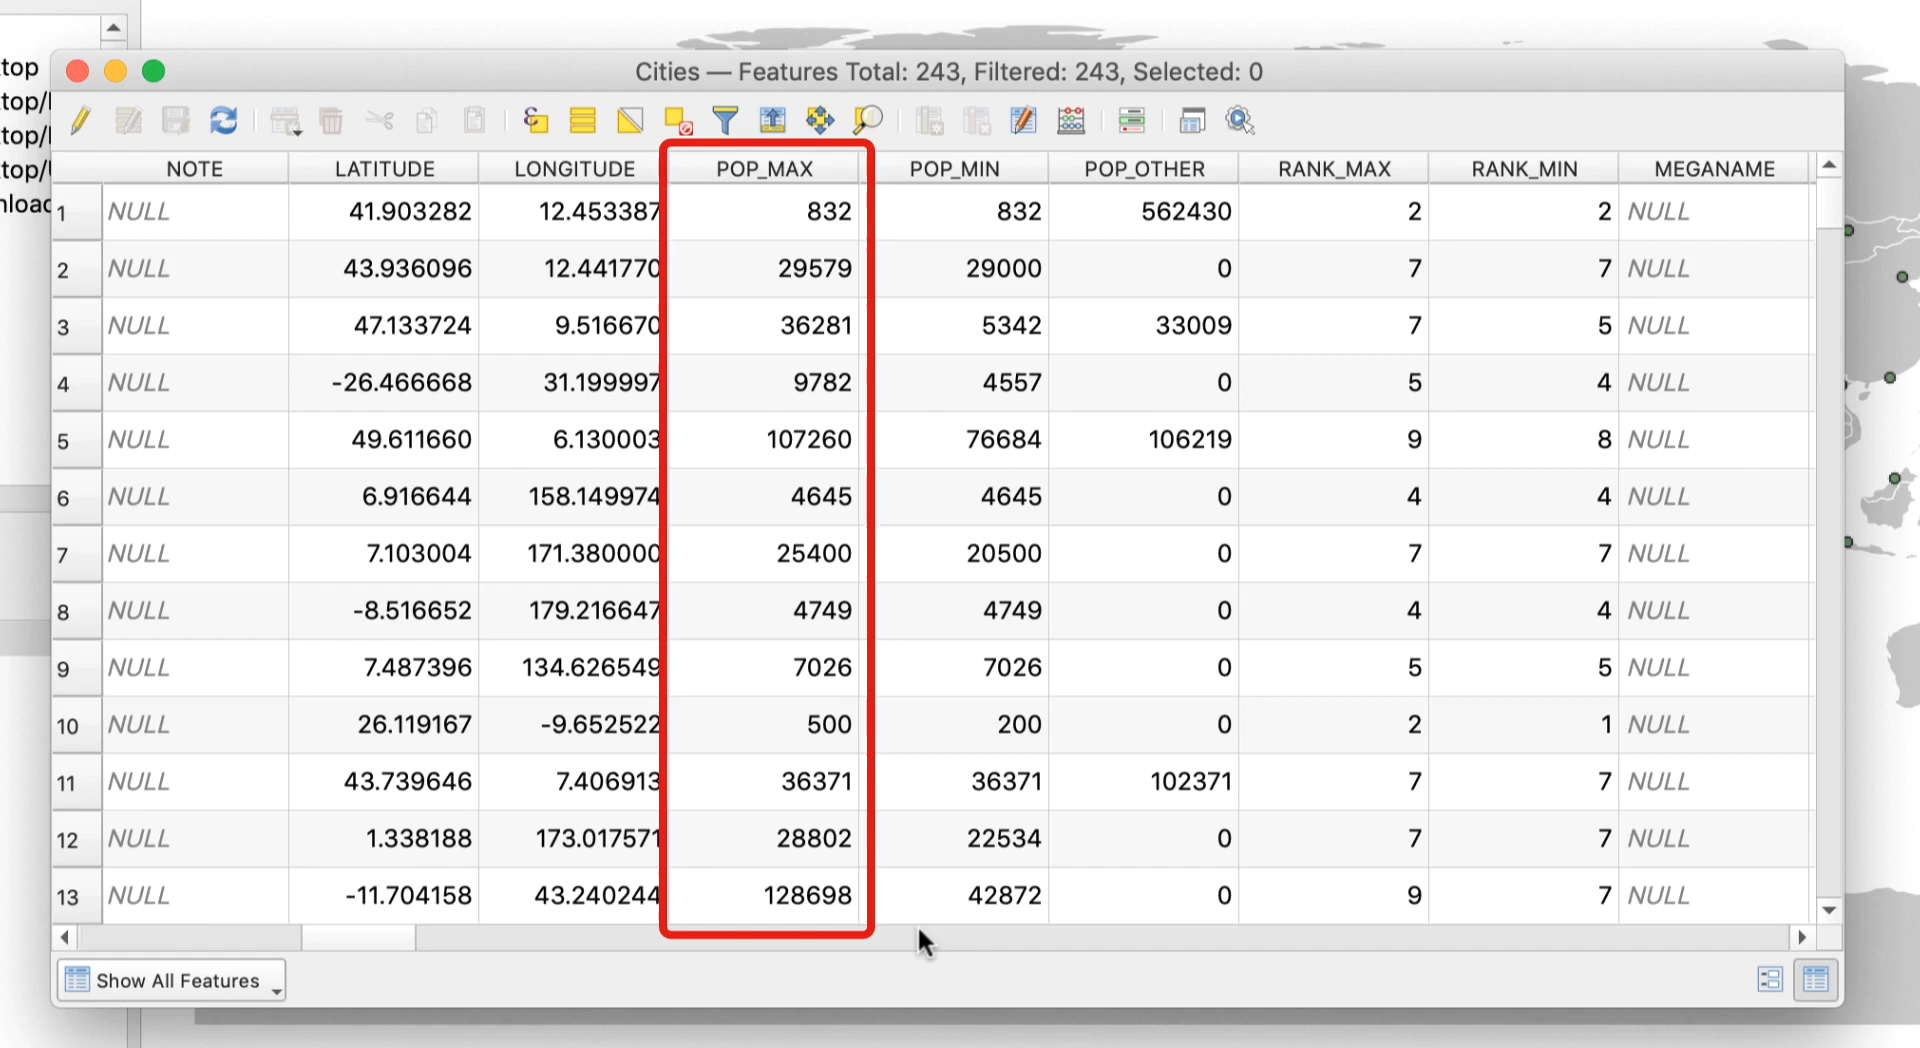 Cities — Features Total: 243, Filtered: 243, Selected: 0
top
top/
top/
top/
nload
NOTE LATITUDE LONGITUDE POP_MAX POP_MIN POP_OTHER RANK_MAX RANK_MIN MEGANAME
1 NULL 41.903282 12.453387 832 832 562430 2 2 NULL
2 NULL 43.936096 12.441770 29579 29000 0 7 7 NULL
3 NULL 47.133724 9.516670 36281 5342 33009 7 5 NULL
4 NULL -26.466668 31.199997 9782 4557 0 5 4 NULL
5 NULL 49.611660 6.130003 107260 76684 106219 9 8 NULL
6 NULL 6.916644 158.149974 4645 4645 0 4 4 NULL
7 NULL 7.103004 171.380000 25400 20500 0 7 7 NULL
8 NULL -8.516652 179.216647 4749 4749 0 4 4 NULL
9 NULL 7.487396 134.626549 7026 7026 0 5 5 NULL
10 NULL 26.119167 -9.652522 500 200 0 2 1 NULL
11 NULL 43.739646 7.406913 36371 36371 102371 7 7 NULL
12 NULL 1.338188 173.017571 28802 22534 0 7 7 NULL
13 NULL -11.704158 43.240244 128698 42872 0 9 7 NULL
Show All Features